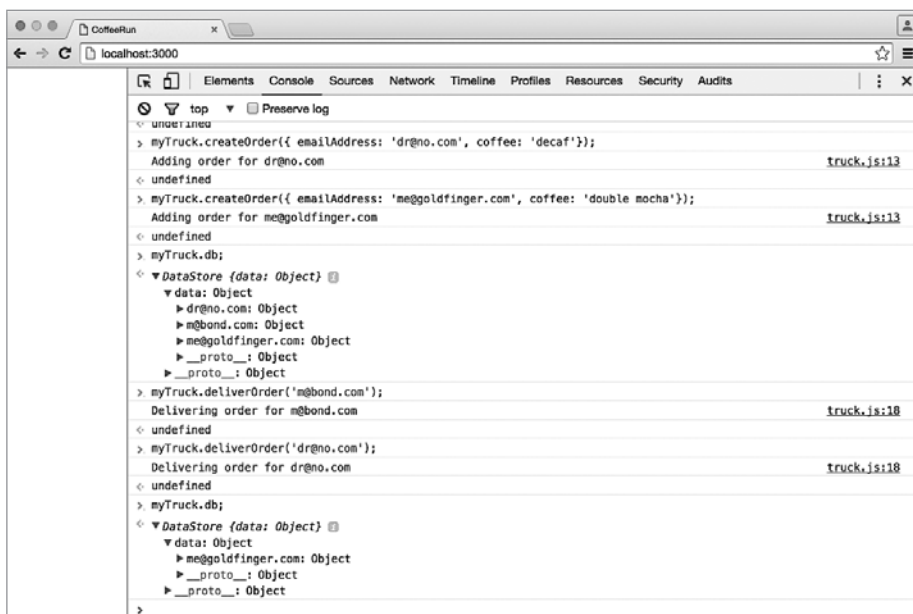 CoffeeRun
localhost:3000
Elements Console Sources Network Timeline Profiles Resources Security Audits
top ▼ Preserve log
undefined
> myTruck.createOrder({ emailAddress: 'dr@no.com', coffee: 'decaf'});
Adding order for dr@no.com truck.js:13
undefined
> myTruck.createOrder({ emailAddress: 'me@goldfinger.com', coffee: 'double mocha'});
Adding order for me@goldfinger.com truck.js:13
undefined
> myTruck.db;
▼DataStore {data: Object}
▼data: Object
▶dr@no.com: Object
▶m@bond.com: Object
▶me@goldfinger.com: Object
▶__proto__: Object
▶__proto__: Object
> myTruck.deliverOrder('m@bond.com');
Delivering order for m@bond.com truck.js:18
undefined
> myTruck.deliverOrder('dr@no.com');
Delivering order for dr@no.com truck.js:18
undefined
> myTruck.db;
▼DataStore {data: Object}
▼data: Object
▶me@goldfinger.com: Object
▶__proto__: Object
▶__proto__: Object
>